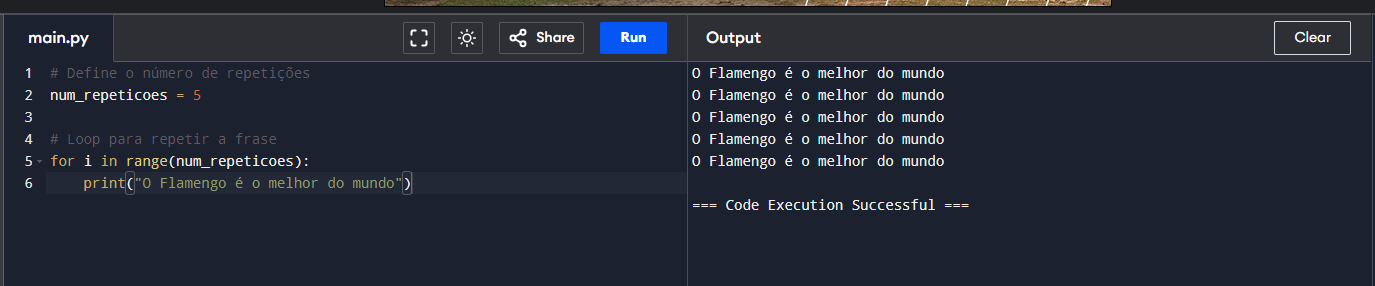 main.py
Share
Run
Output
Clear
1 # Define o número de repetições
2 num_repeticoes = 5
3
4 # Loop para repetir a frase
5 for i in range(num_repeticoes):
6     print("O Flamengo é o melhor do mundo")
O Flamengo é o melhor do mundo
O Flamengo é o melhor do mundo
O Flamengo é o melhor do mundo
O Flamengo é o melhor do mundo
O Flamengo é o melhor do mundo
=== Code Execution Successful ===